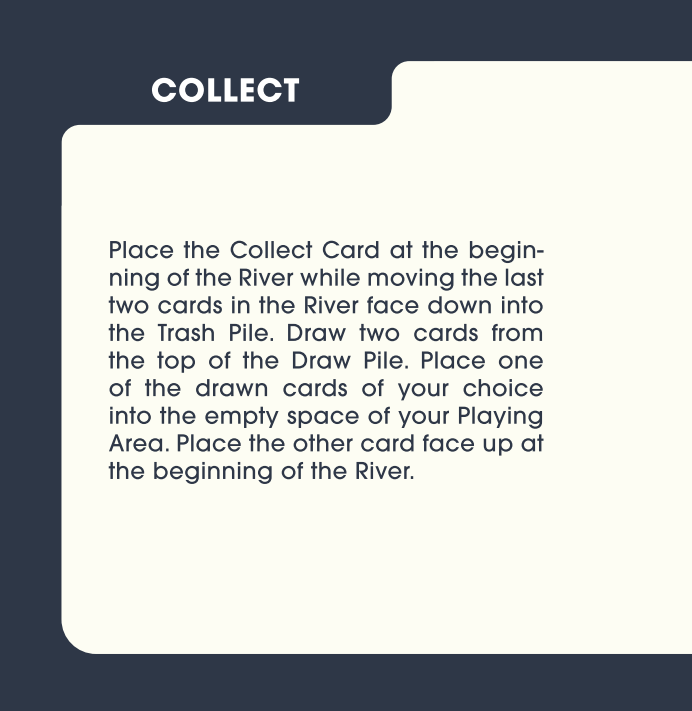 COLLECT
Place the Collect Card at the begin-
ning of the River while moving the last
two cards in the River face down into
the Trash Pile. Draw two cards from
the top of the Draw Pile. Place one
of the drawn cards of your choice
into the empty space of your Playing
Area. Place the other card face up at
the beginning of the River.